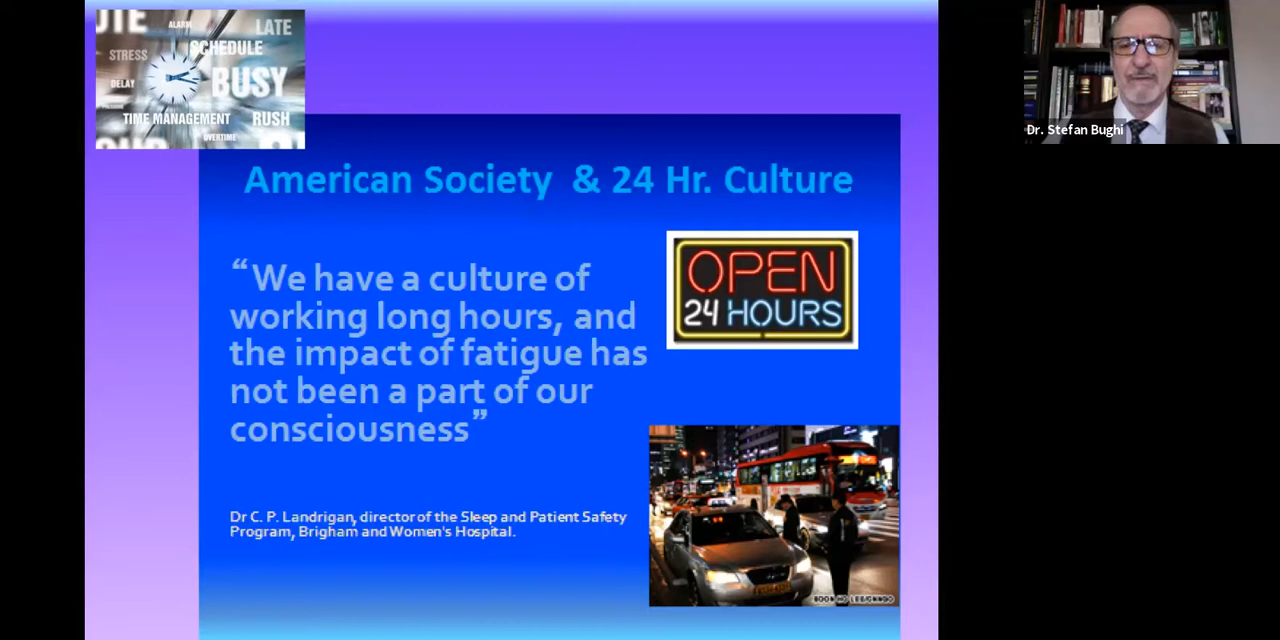 LATE
ALARM
SCHEDULE
STRESS
BUSY
DELAY
TIME MANAGEMENT
RUSH
OVERTIME
Dr. Stefan Bughi
American Society & 24 Hr. Culture
“We have a culture of
working long hours, and
the impact of fatigue has
not been a part of our
consciousness”
OPEN
24 HOURS
Dr C. P. Landrigan, director of the Sleep and Patient Safety
Program, Brigham and Women's Hospital.